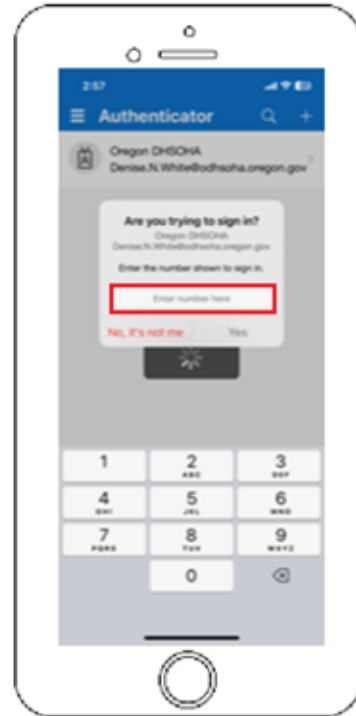 2:57
Authenticator
Oregon DHSOHA
Denise.N.White@odhsoha.oregon.gov
Are you trying to sign in?
Oregon DHSOHA
Denise.N.White@odhsoha.oregon.gov
Enter the number shown to sign in.
Enter number here
No, it's not me Yes
1 2 3
ABC DEF
4 5 6
GHI JKL MNO
7 8 9
PQRS TUV WXYZ
0